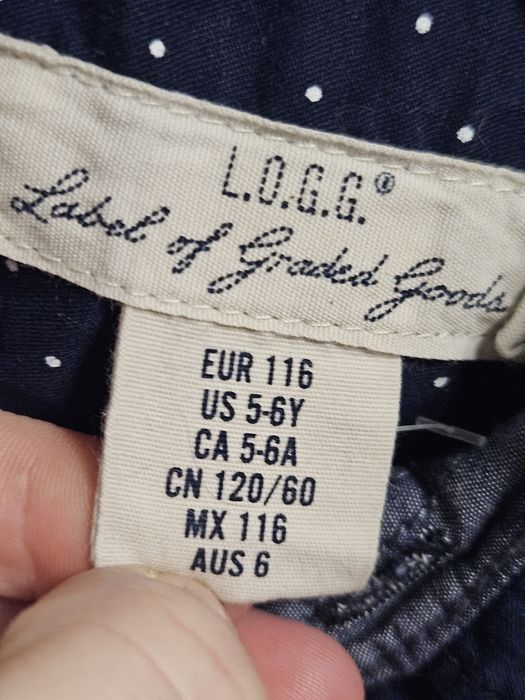 L.O.G.G.®
Label of Graded Goods
EUR 116
US 5-6Y
CA 5-6A
CN 120/60
MX 116
AUS 6